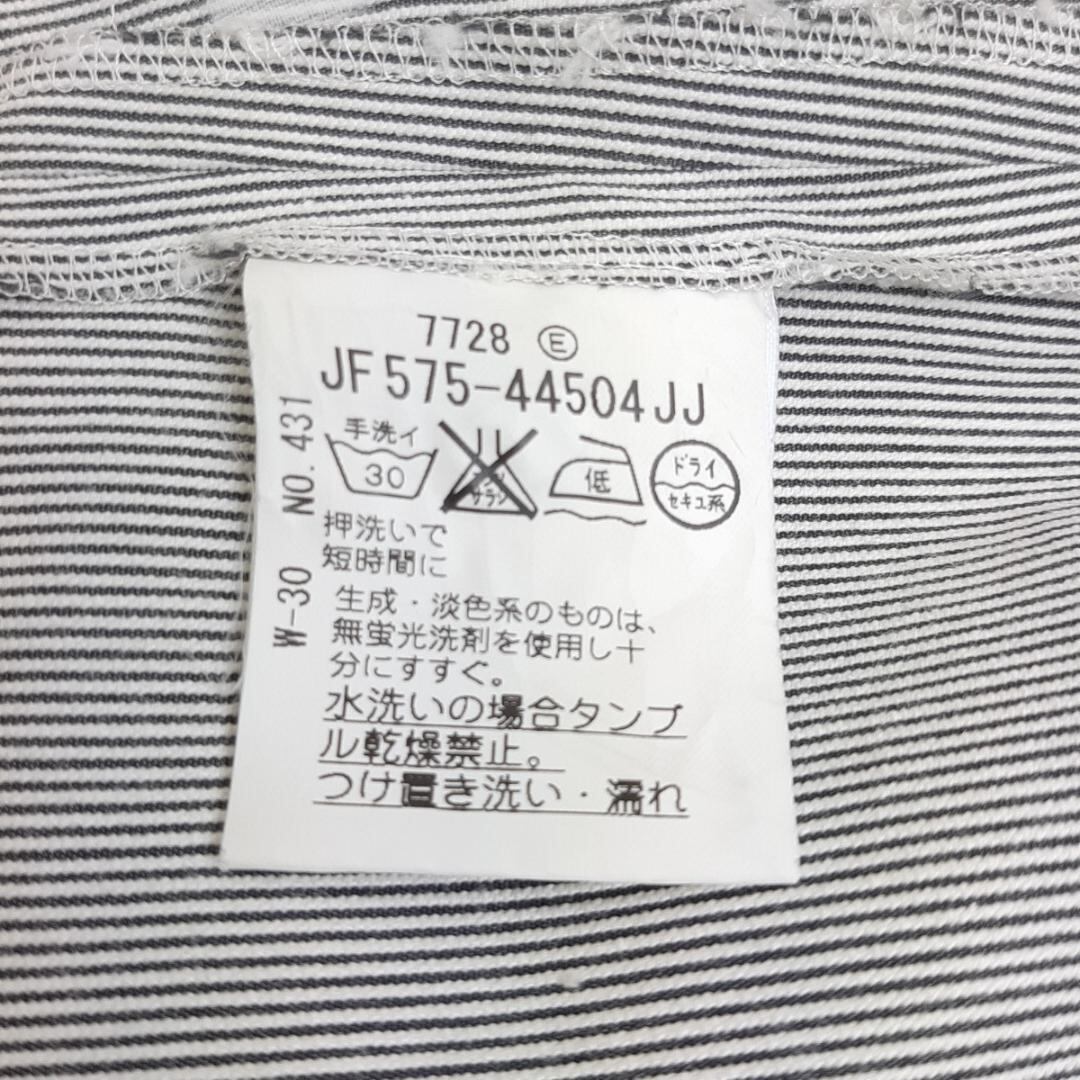 7728 Ⓔ
JF575-44504JJ
手洗イ
30
サラシ
低
ドライ
セキユ系
押洗いで
短時間に
生成・淡色系のものは、
無蛍光洗剤を使用し十
分にすすぐ。
水洗いの場合タンブ
ル乾燥禁止。
つけ置き洗い・濡れ
W-30 NO.431